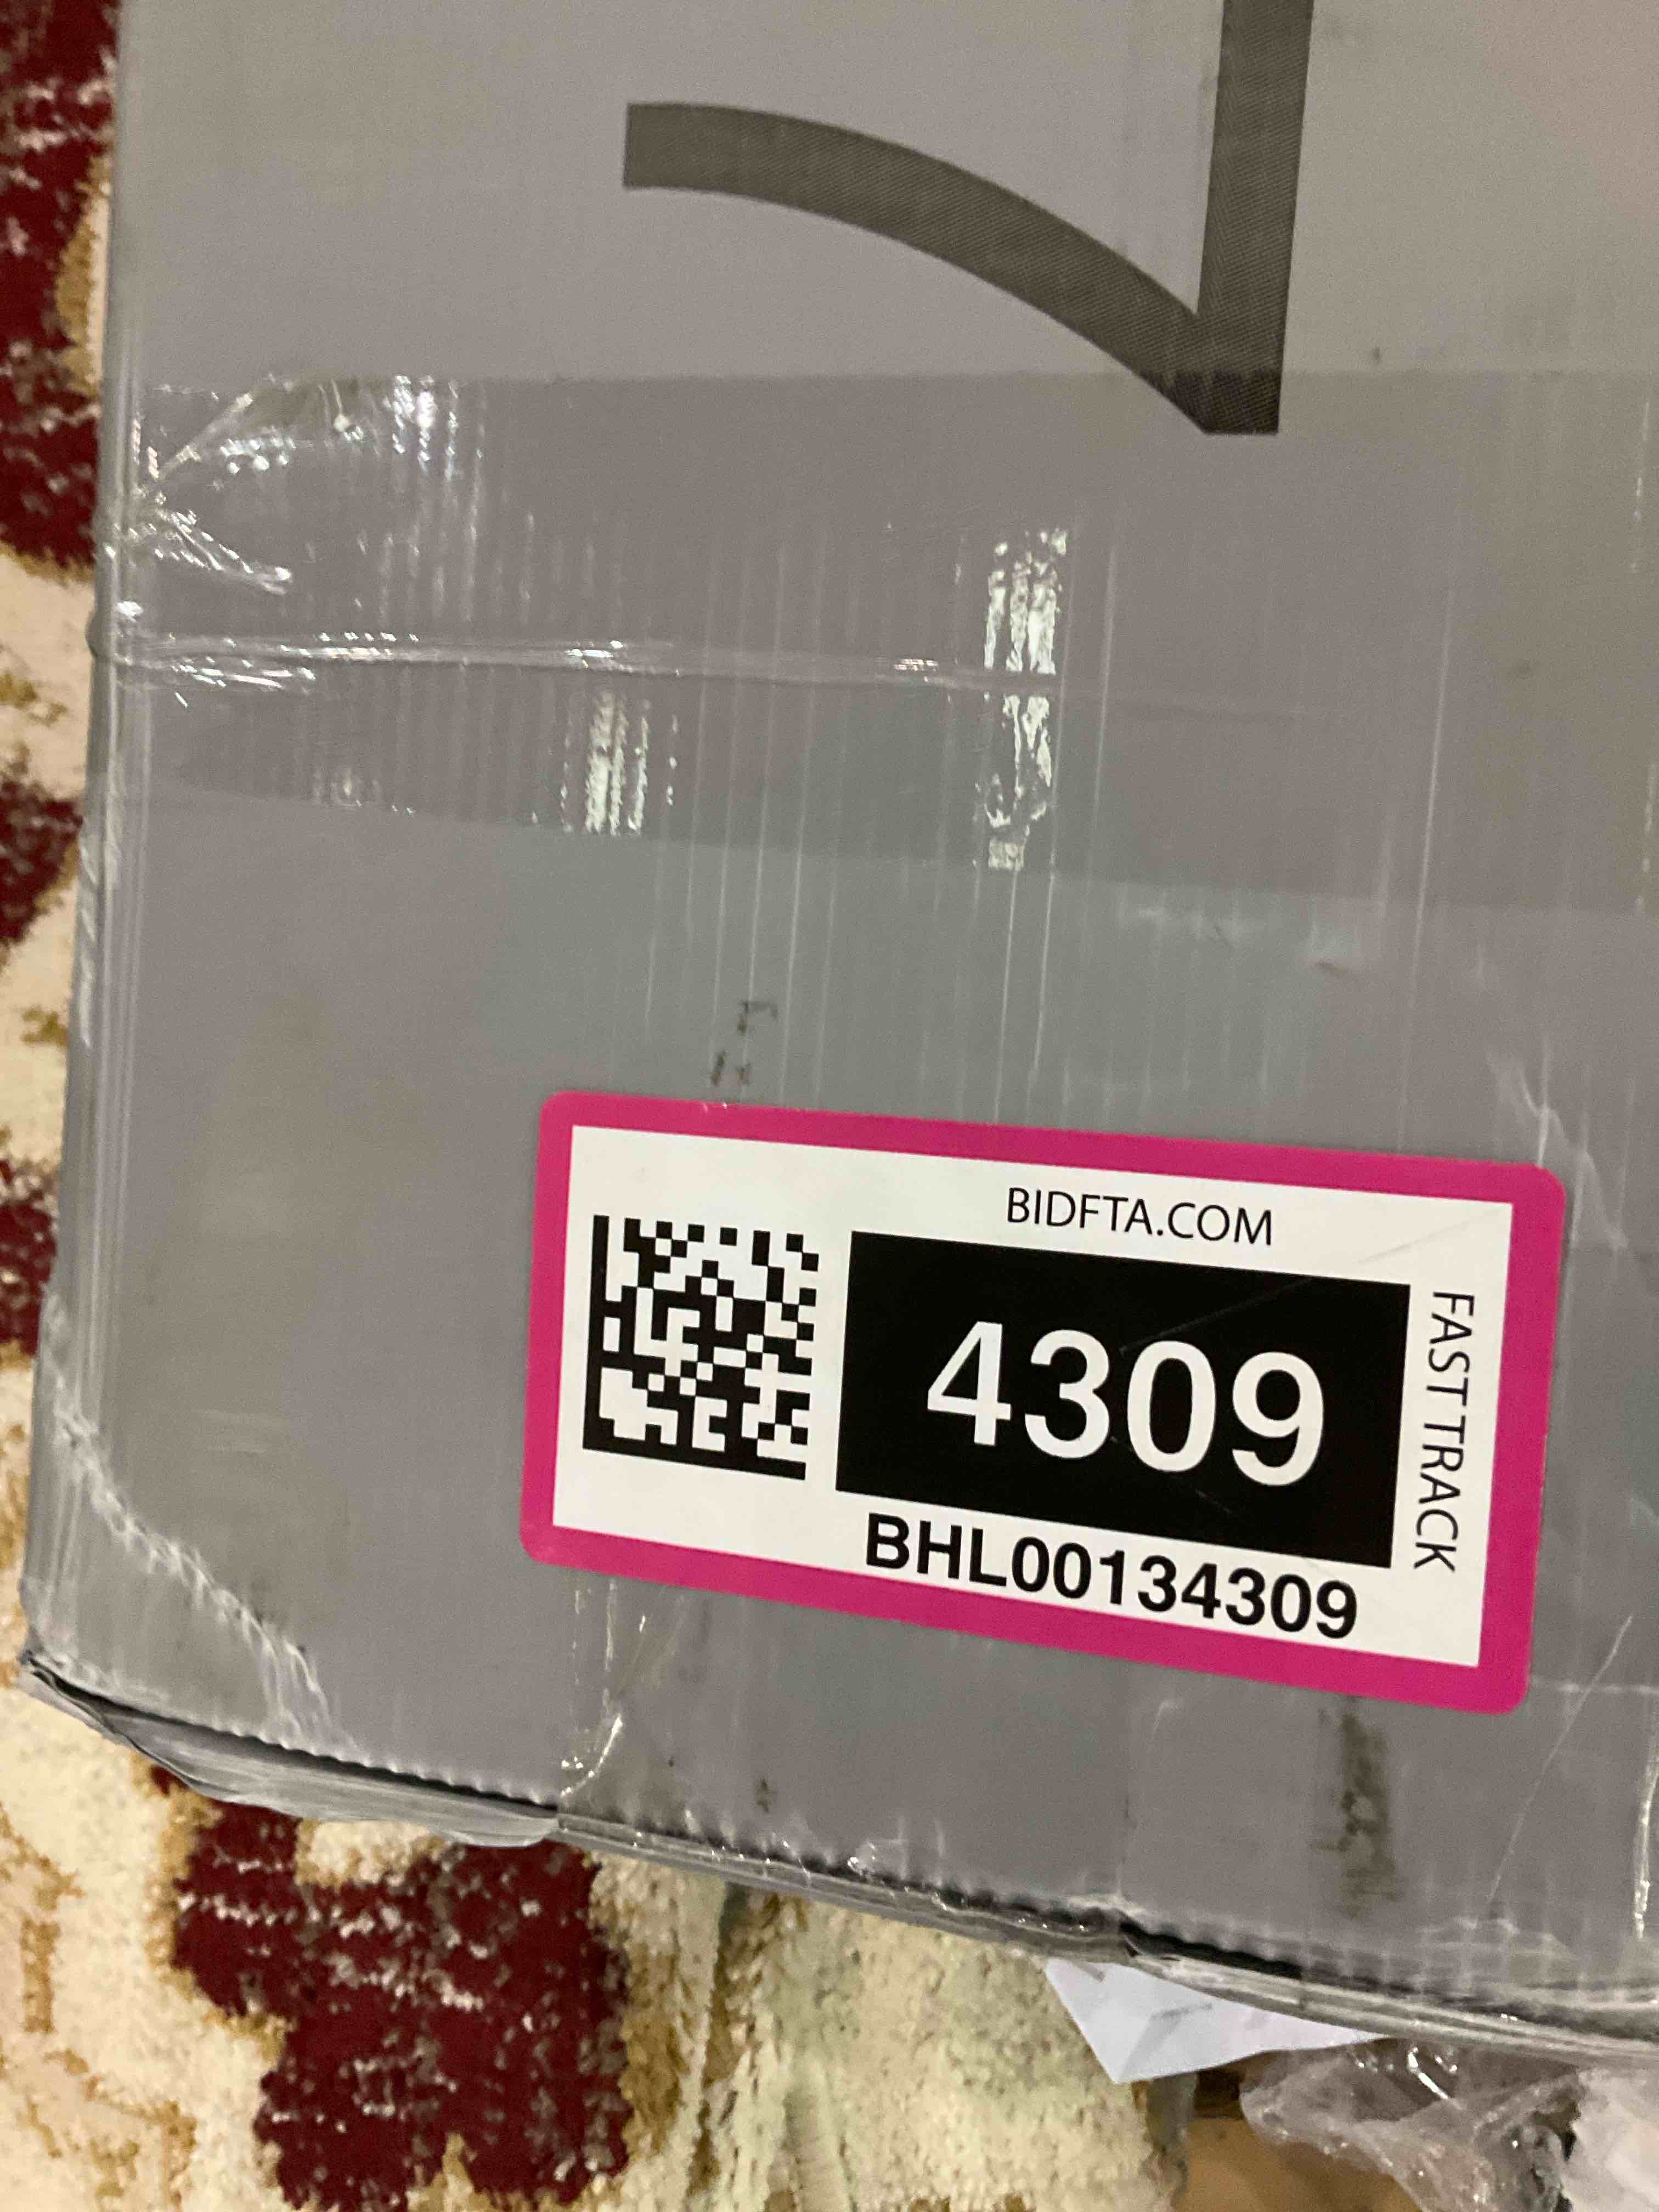 BIDFTA.COM
4309
FAST TRACK
BHL00134309